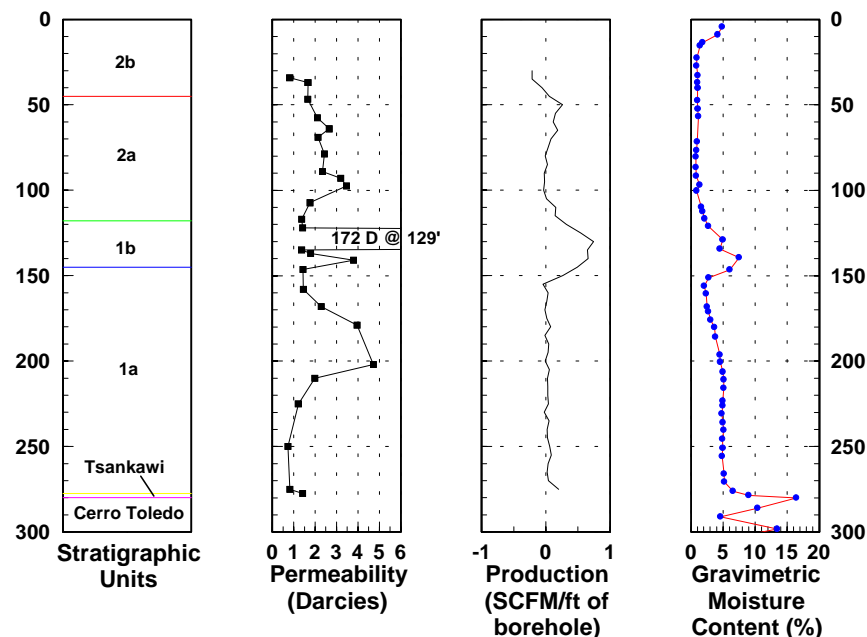 0
50
100
150
200
250
300
2b
2a
1b
1a
Tsankawi
Cerro Toledo
Stratigraphic
Units
172 D @ 129'
0 1 2 3 4 5 6
Permeability
(Darcies)
-1 0 1
Production
(SCFM/ft of
borehole)
0
50
100
150
200
250
300
0 5 10 15 20
Gravimetric
Moisture
Content (%)